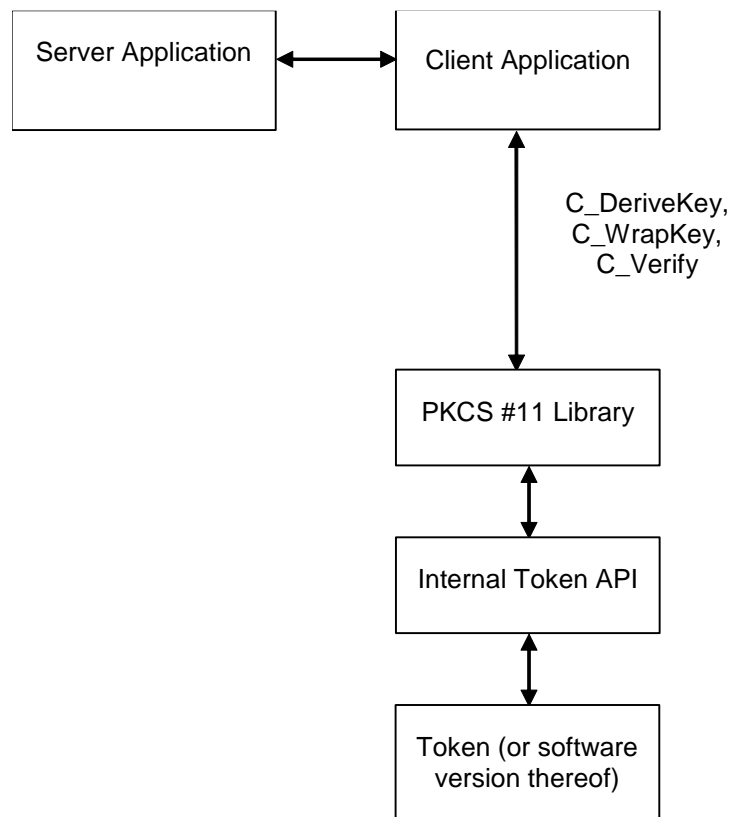 Server Application
Client Application
C_DeriveKey,
C_WrapKey,
C_Verify
PKCS #11 Library
Internal Token API
Token (or software
version thereof)